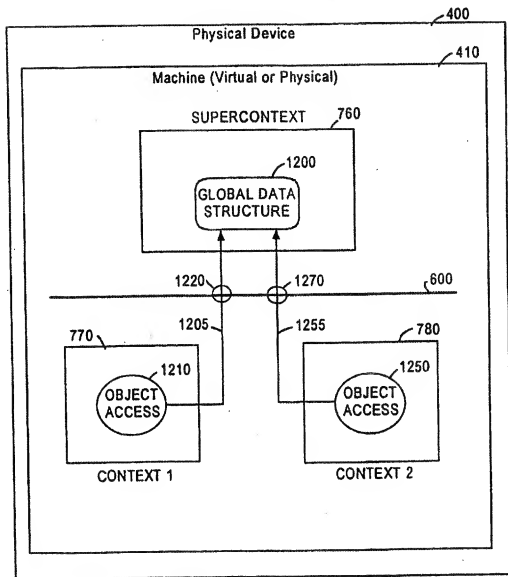 400
Physical Device
410
Machine (Virtual or Physical)
SUPERCONTEXT
760
1200
GLOBAL DATA
STRUCTURE
1220
1270
600
770
1205
1255
780
1210
OBJECT
ACCESS
1250
OBJECT
ACCESS
CONTEXT 1
CONTEXT 2